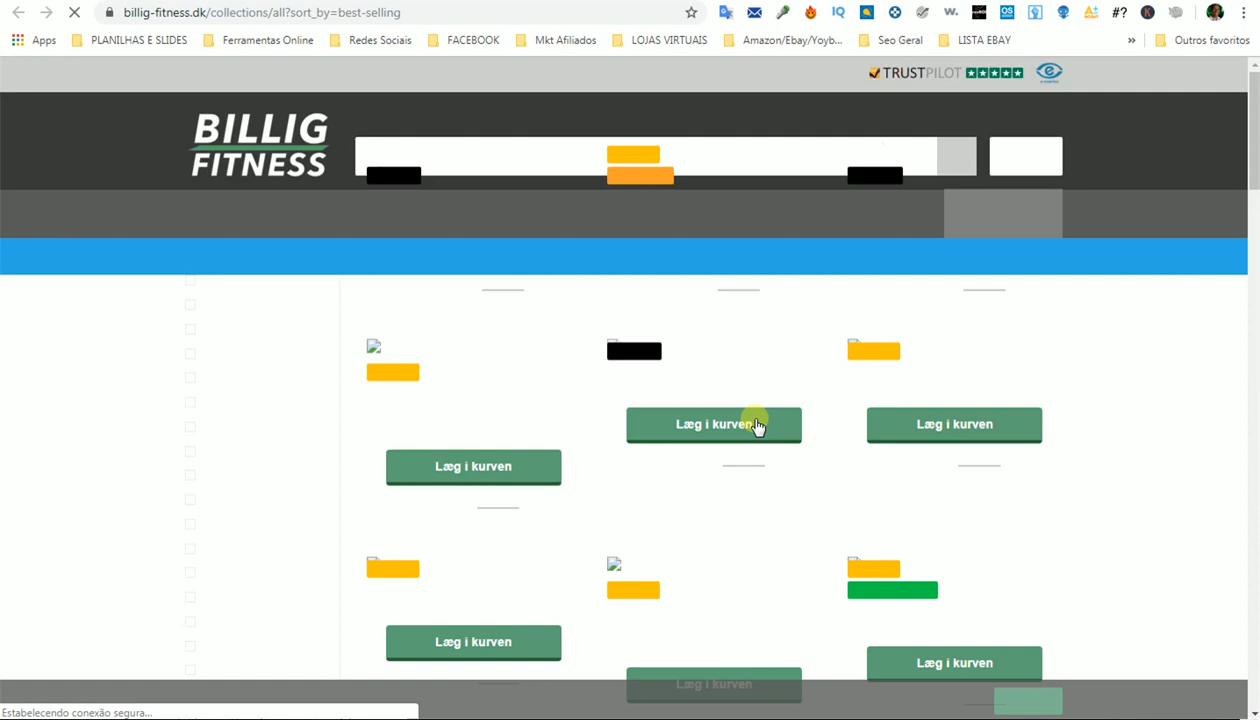 billig-fitness.dk/collections/all?sort_by=best-selling
Apps PLANILHAS E SLIDES Ferramentas Online Redes Sociais FACEBOOK Mkt Afiliados LOJAS VIRTUAIS Amazon/Ebay/Yoyb... Seo Geral LISTA EBAY » Outros favoritos
TRUSTPILOT
BILLIG
FITNESS
Læg i kurven Læg i kurven
Læg i kurven
Læg i kurven
Læg i kurven
Læg i kurven
Estabelecendo conexão segura...